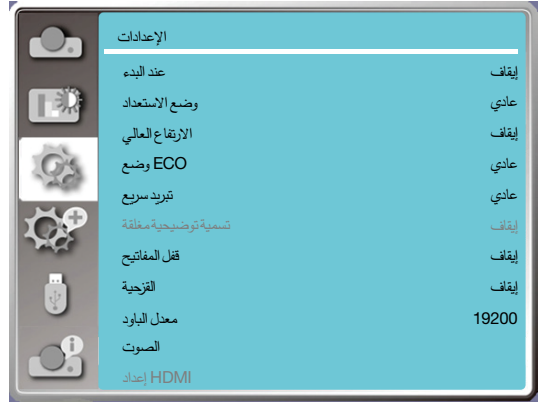 الإعدادات
عند البدء إيقاف
وضع الاستعداد عادي
الارتفاع العالي إيقاف
ECO وضع عادي
تبريد سريع عادي
تسمية توضيحية مغلقة إيقاف
قفل المفاتيح إيقاف
القزحية إيقاف
معدل الباود 19200
الصوت
HDMI إعداد